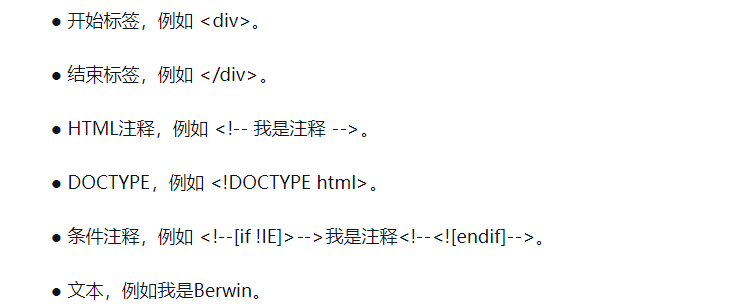 ● 开始标签，例如 <div>。
● 结束标签，例如 </div>。
● HTML注释，例如 <!-- 我是注释 -->。
● DOCTYPE，例如 <!DOCTYPE html>。
● 条件注释，例如 <!--[if !IE]>-->我是注释<!--<![endif]-->。
● 文本，例如我是Berwin。